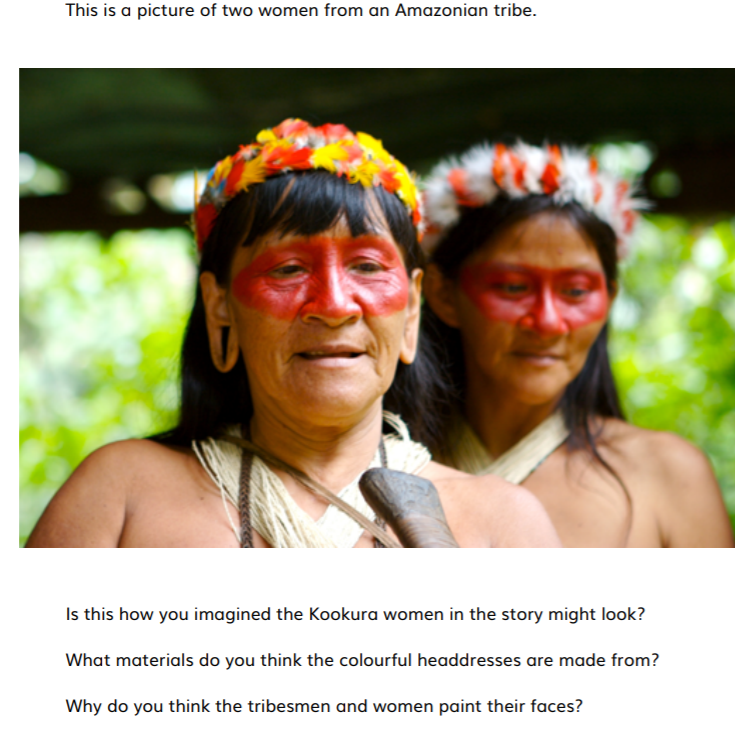 This is a picture of two women from an Amazonian tribe.
Is this how you imagined the Kookura women in the story might look?
What materials do you think the colourful headdresses are made from?
Why do you think the tribesmen and women paint their faces?